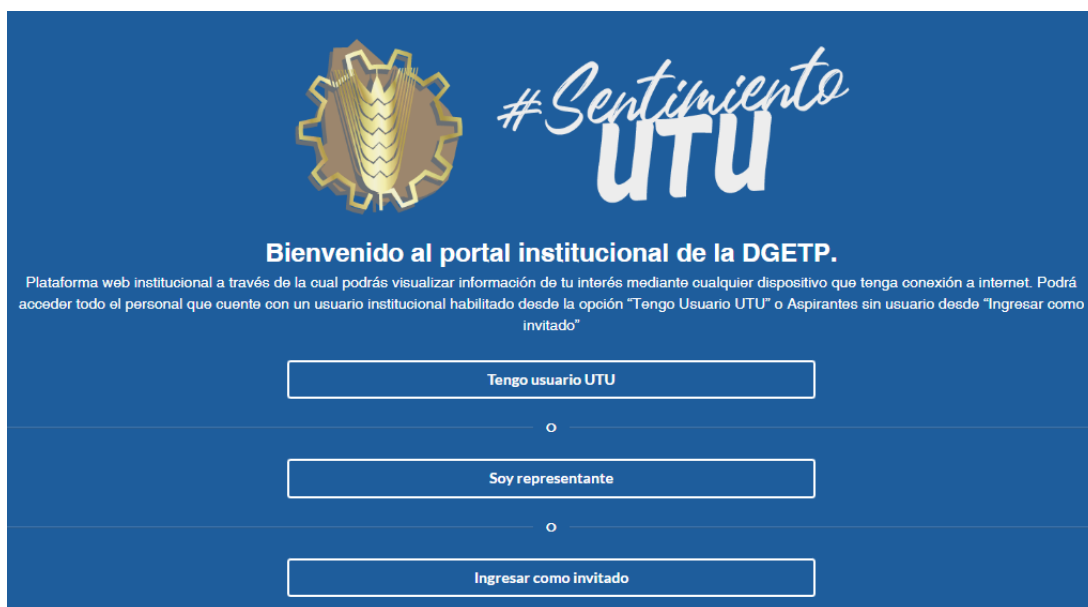 #Sentimiento
UTU
Bienvenido al portal institucional de la DGETP.
Plataforma web institucional a través de la cual podrás visualizar información de tu interés mediante cualquier dispositivo que tenga conexión a internet. Podrá
acceder todo el personal que cuente con un usuario institucional habilitado desde la opción “Tengo Usuario UTU” o Aspirantes sin usuario desde “Ingresar como
invitado”
Tengo usuario UTU
O
Soy representante
O
Ingresar como invitado